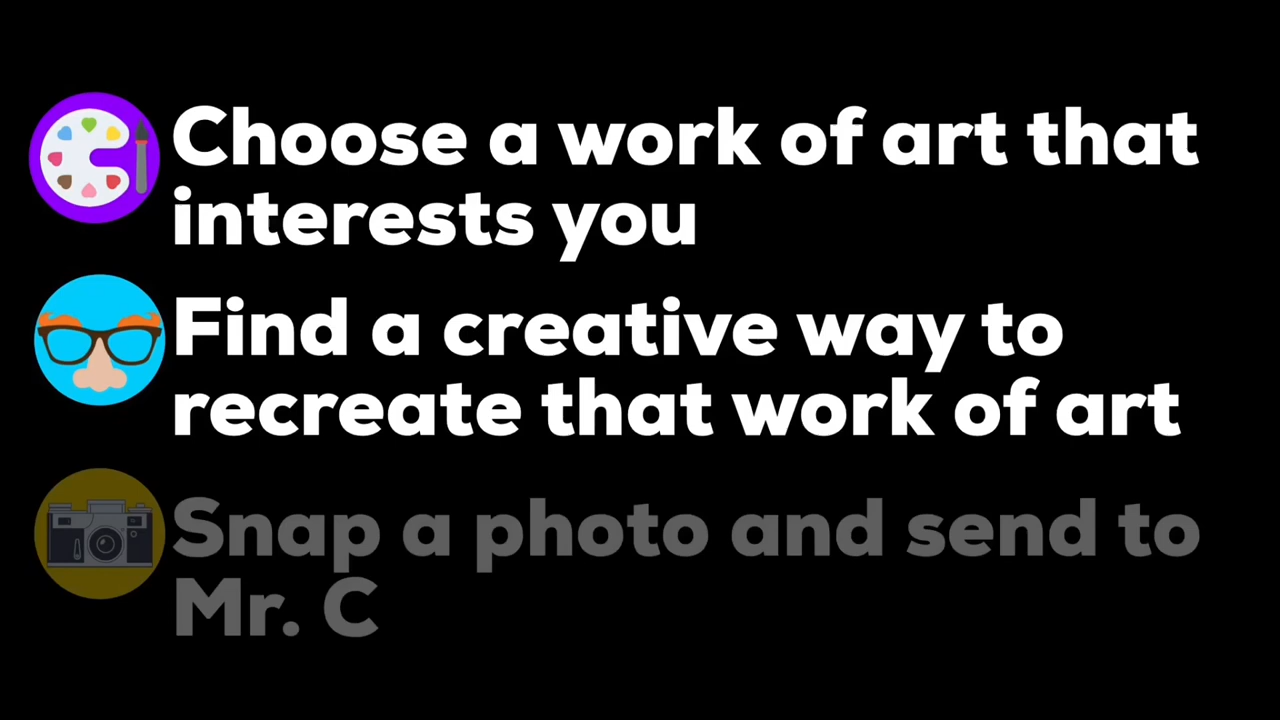 Choose a work of art that
interests you
Find a creative way to
recreate that work of art
Snap a photo and send to
Mr. C